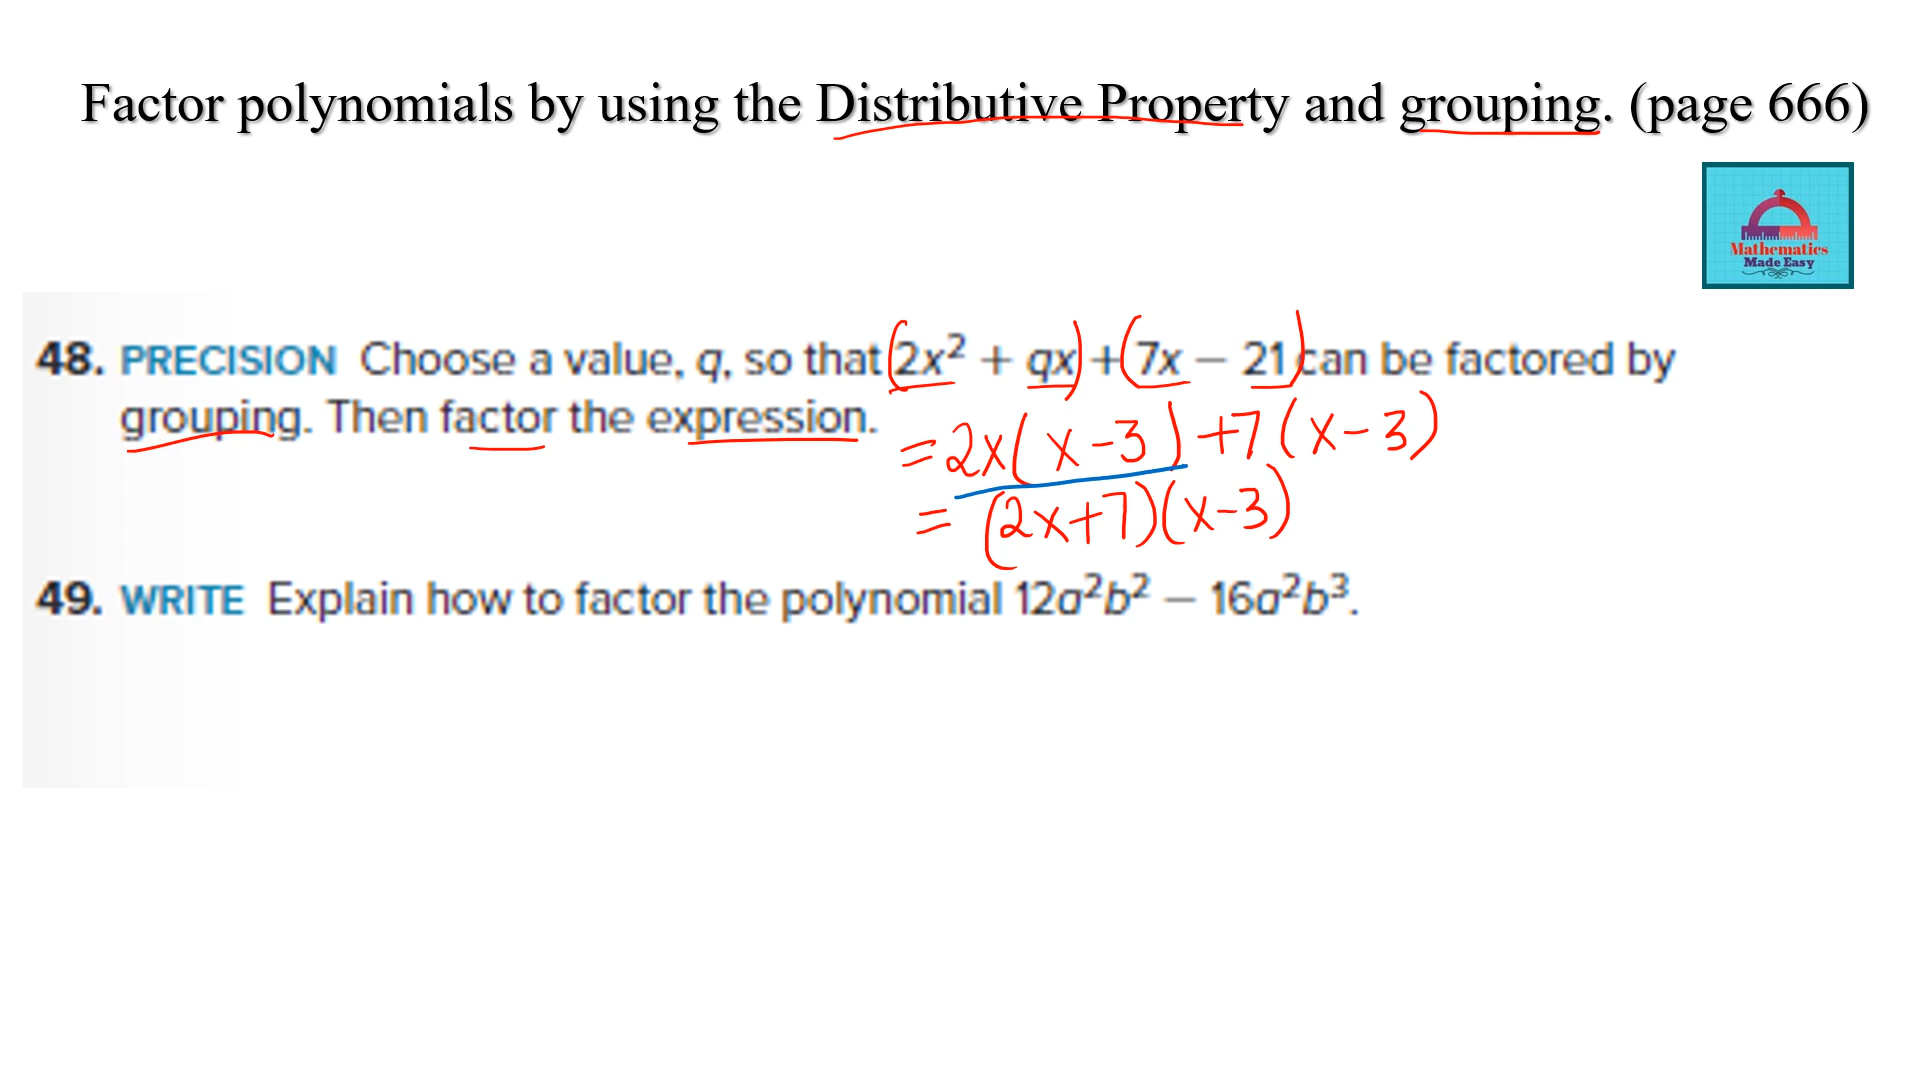 Factor polynomials by using the Distributive Property and grouping. (page 666)
Mathematics
Made Easy
48. PRECISION Choose a value, q, so that (2x² + qx) + (7x − 21) can be factored by
grouping. Then factor the expression.
= 2x(x-3)+7(x-3)
= (2x+7)(x-3)
49. WRITE Explain how to factor the polynomial 12a²b² − 16a²b³.